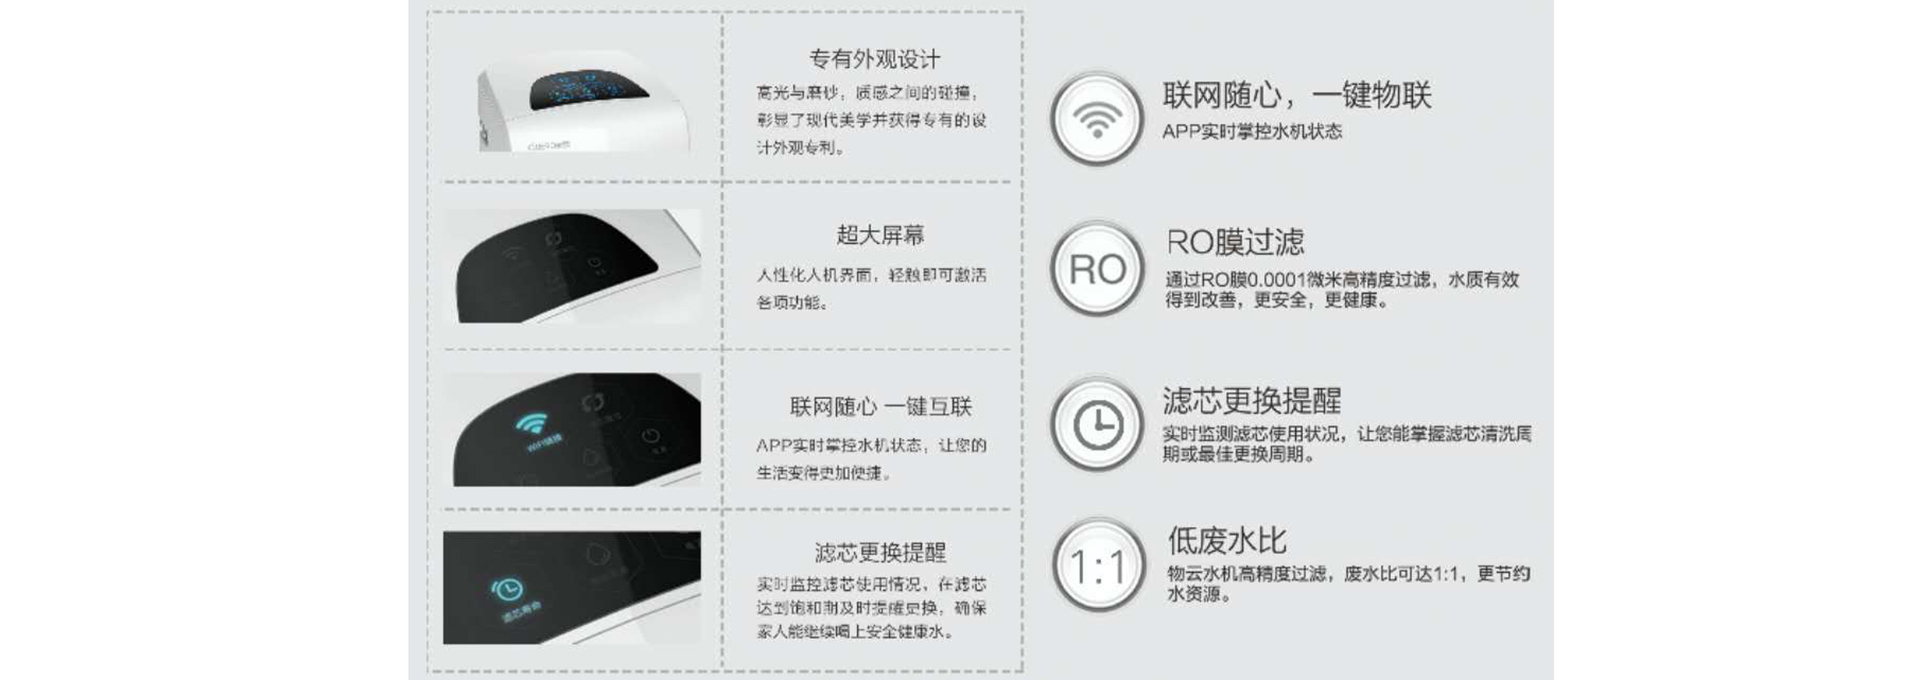 专有外观设计
高光与磨砂，质感之间的碰撞，
彰显了现代美学并获得专有的设
计外观专利。
超大屏幕
人性化人机界面，轻触即可激活
各项功能。
WIFI链接
联网随心 一键互联
APP实时掌控水机状态，让您的
生活变得更加便捷。
滤芯寿命
滤芯更换提醒
实时监控滤芯使用情况，在滤芯
达到饱和期及时提醒更换，确保
家人能继续喝上安全健康水。
联网随心，一键物联
APP实时掌控水机状态
RO
RO膜过滤
通过RO膜0.0001微米高精度过滤，水质有效
得到改善，更安全，更健康。
滤芯更换提醒
实时监测滤芯使用状况，让您能掌握滤芯清洗周
期或最佳更换周期。
1:1
低废水比
物云水机高精度过滤，废水比可达1:1，更节约
水资源。